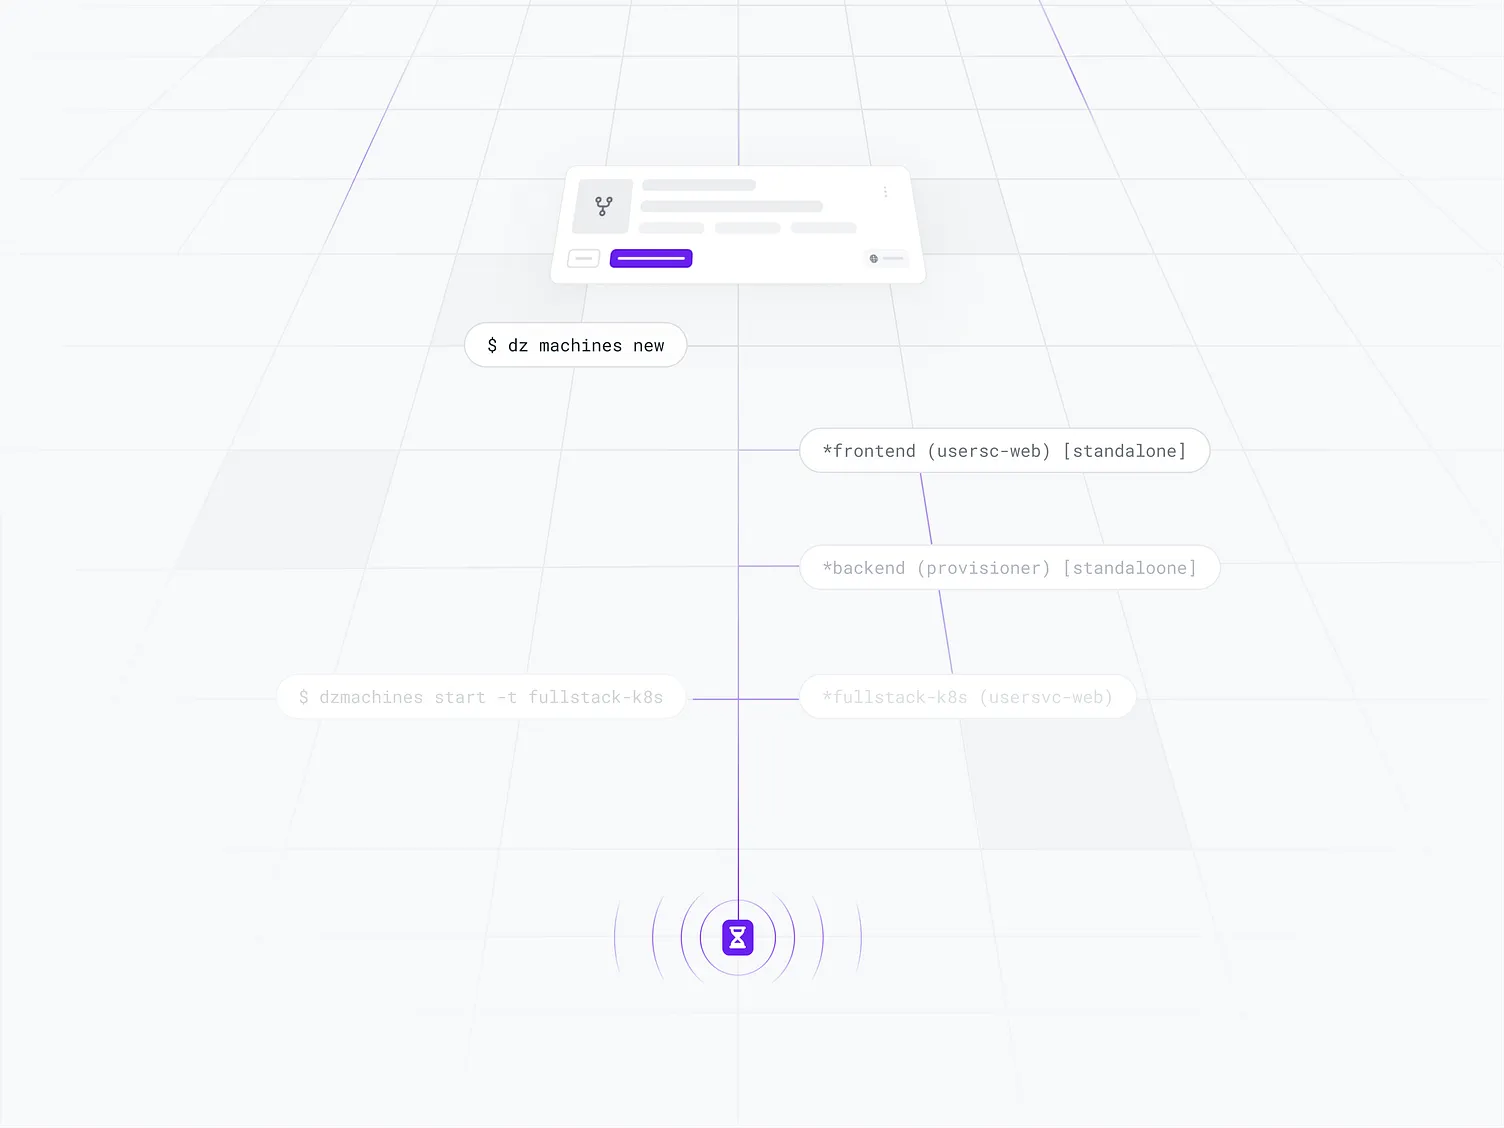 $ dz machines new
*frontend (usersc-web) [standalone]
*backend (provisioner) [standaloone]
$ dzmachines start -t fullstack-k8s
*fullstack-k8s (usersvc-web)